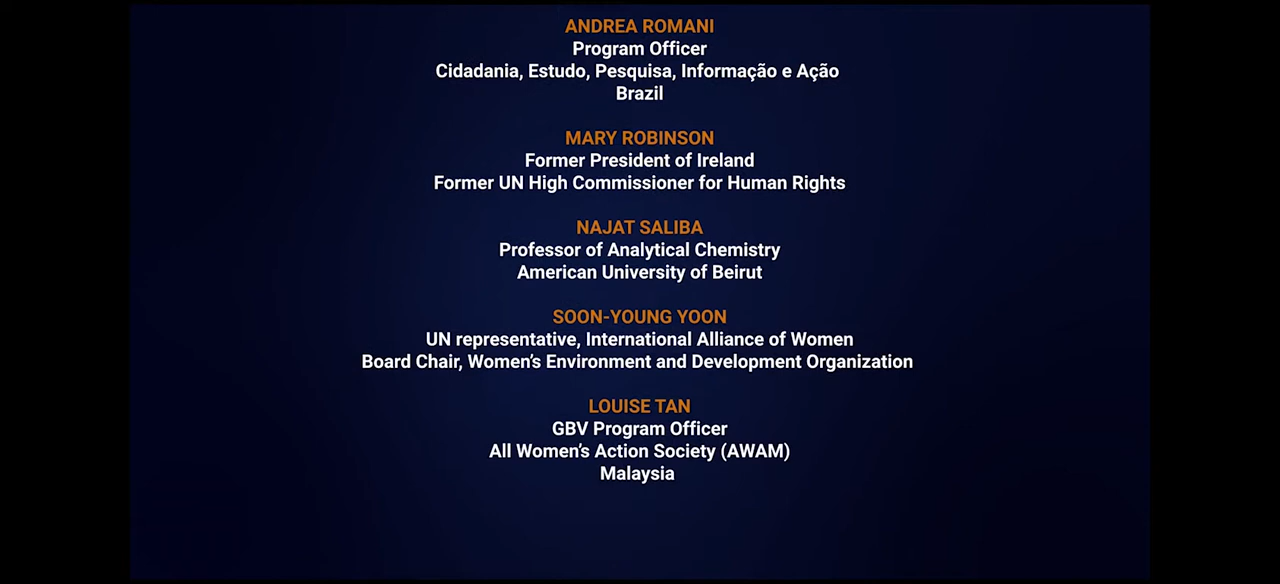 ANDREA ROMANI
Program Officer
Cidadania, Estudo, Pesquisa, Informação e Ação
Brazil
MARY ROBINSON
Former President of Ireland
Former UN High Commissioner for Human Rights
NAJAT SALIBA
Professor of Analytical Chemistry
American University of Beirut
SOON-YOUNG YOON
UN representative, International Alliance of Women
Board Chair, Women's Environment and Development Organization
LOUISE TAN
GBV Program Officer
All Women's Action Society (AWAM)
Malaysia